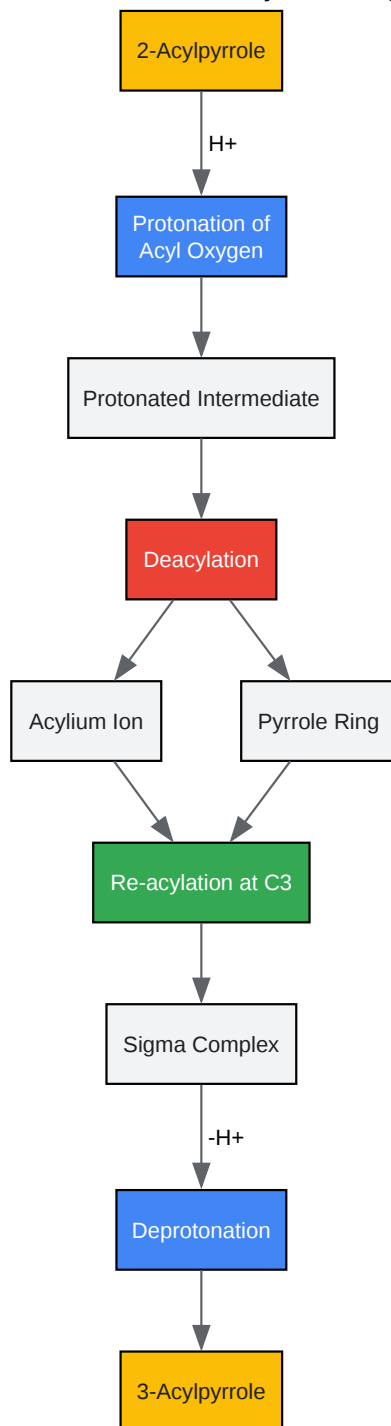 2-Acylpyrrole
H+
Protonation of
Acyl Oxygen
Protonated Intermediate
Deacylation
Acylium Ion
Pyrrole Ring
Re-acylation at C3
Sigma Complex
-H+
Deprotonation
3-Acylpyrrole